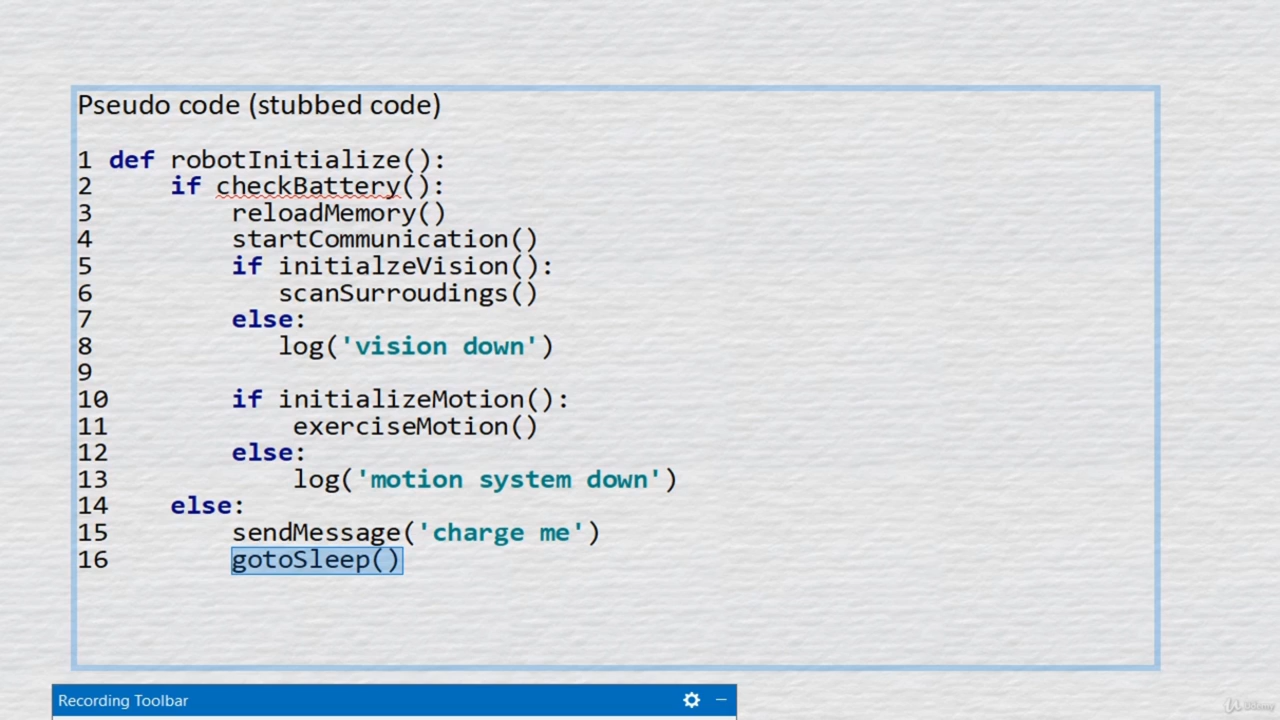 Pseudo code (stubbed code)
1 def robotInitialize():
2     if checkBattery():
3         reloadMemory()
4         startCommunication()
5         if initialzeVision():
6            scanSurroudings()
7         else:
8            log('vision down')
9
10        if initializeMotion():
11            exerciseMotion()
12        else:
13            log('motion system down')
14    else:
15        sendMessage('charge me')
16        gotoSleep()
Recording Toolbar
Udemy